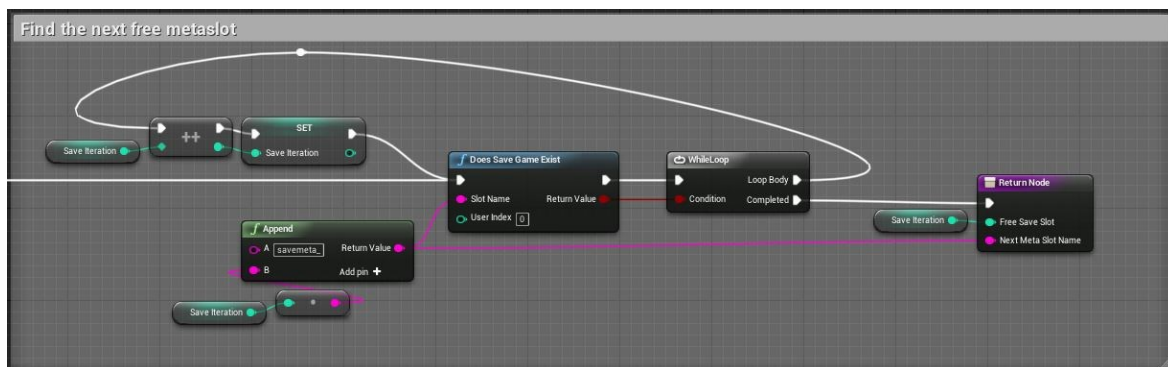 Find the next free metaslot
++
SET
Save Iteration
Save Iteration
f Does Save Game Exist
Slot Name
Return Value
User Index 0
WhileLoop
Loop Body
Condition
Completed
Return Node
Save Iteration
Free Save Slot
Next Meta Slot Name
f Append
A savemeta_
Return Value
B
Add pin +
Save Iteration